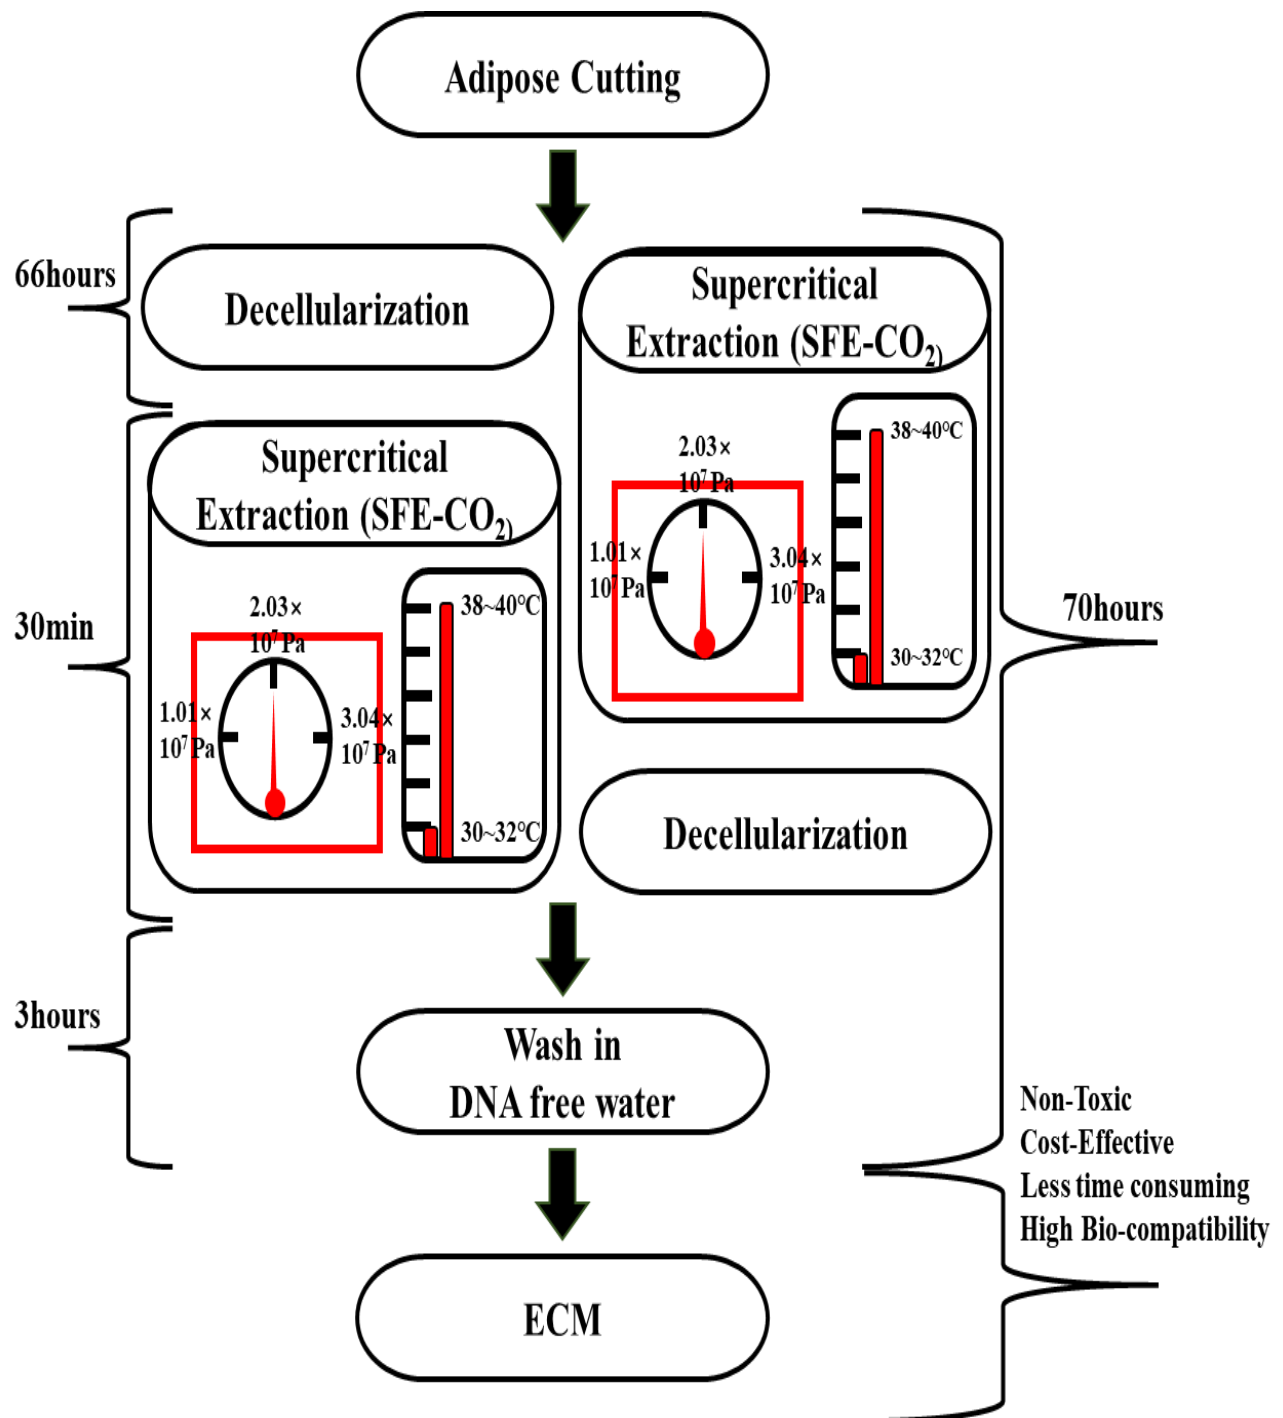 Adipose Cutting
66hours
Decellularization
Supercritical
Extraction (SFE-CO₂)
2.03×
10⁷ Pa
1.01×
10⁷ Pa
3.04×
10⁷ Pa
38~40℃
30~32℃
30min
Supercritical
Extraction (SFE-CO₂)
2.03×
10⁷ Pa
1.01×
10⁷ Pa
3.04×
10⁷ Pa
38~40℃
30~32℃
Decellularization
70hours
3hours
Wash in
DNA free water
Non-Toxic
Cost-Effective
Less time consuming
High Bio-compatibility
ECM